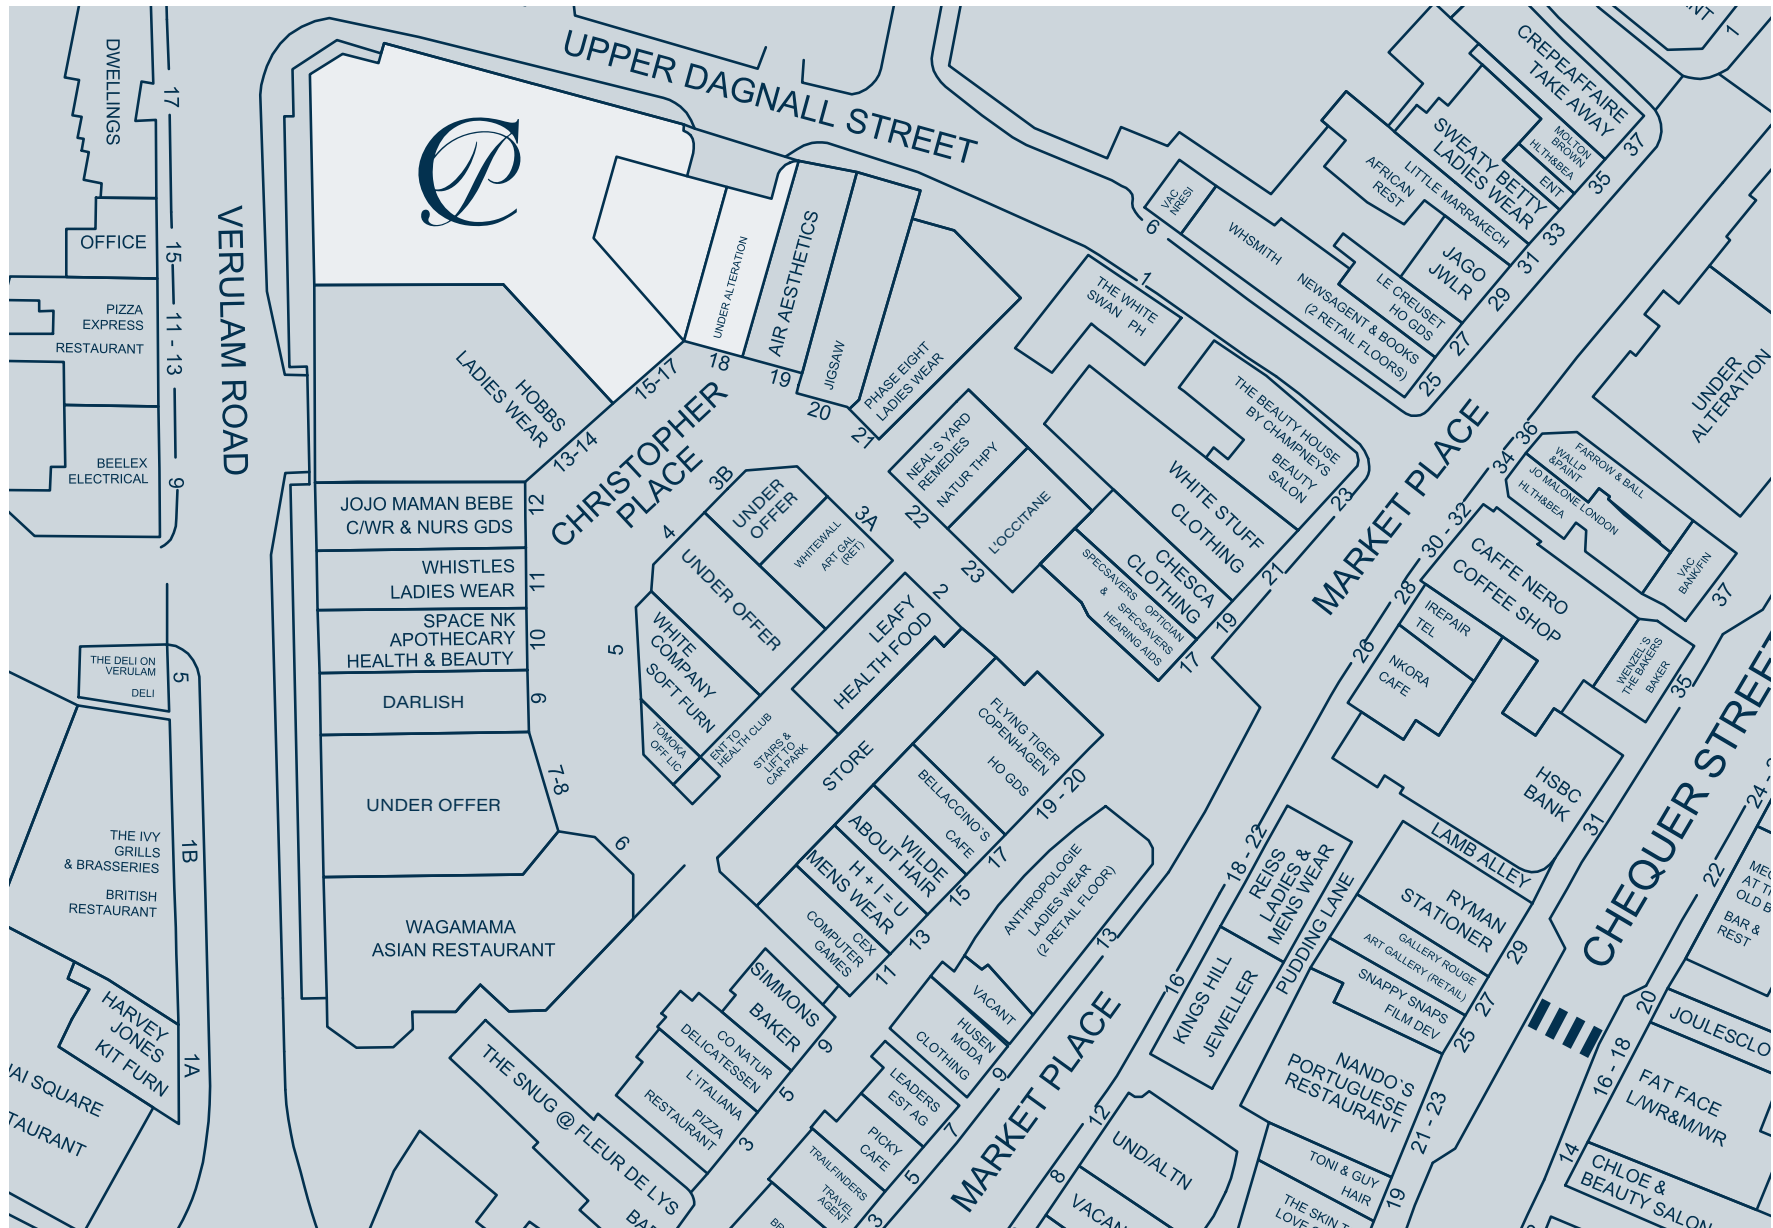 DWELLINGS
17
OFFICE
15
PIZZA
EXPRESS
RESTAURANT
11 - 13
BEELEX
ELECTRICAL
9
VERULAM ROAD
THE DELI ON
VERULAM
DELI
5
THE IVY
GRILLS
& BRASSERIES
BRITISH
RESTAURANT
1B
HARVEY
JONES
KIT FURN
1A
SQUARE
UPPER DAGNALL STREET
CP
HOBBS
LADIES WEAR
13-14
15-17
UNDER ALTERATION
18
AIR AESTHETICS
19
JIGSAW
20
PHASE EIGHT
LADIES WEAR
21
CHRISTOPHER
PLACE
JOJO MAMAN BEBE
C/WR & NURS GDS
12
WHISTLES
LADIES WEAR
11
SPACE NK
APOTHECARY
HEALTH & BEAUTY
10
DARLISH
9
UNDER OFFER
7-8
WAGAMAMA
ASIAN RESTAURANT
6
UNDER
OFFER
3B
WHITEWALL
ART GAL
(RET)
3A
UNDER OFFER
4
WHITE
COMPANY
SOFT FURN
5
TOMOKA
OFF LIC
ENT TO
HEALTH CLUB
STAIRS &
LIFT TO
CAR PARK
LEAFY
HEALTH FOOD
2
STORE
NEAL'S YARD
REMEDIES
NATUR THPY
22
L'OCCITANE
23
THE WHITE
SWAN PH
1
THE BEAUTY HOUSE
BY CHAMPNEYS
BEAUTY
SALON
23
WHITE STUFF
CLOTHING
21
CHESCA
CLOTHING
19
SPECSAVERS OPTICIAN
& SPECSAVERS
HEARING AIDS
17
FLYING TIGER
COPENHAGEN
HO GDS
19 - 20
BELLACCINO'S
CAFE
17
WILDE
ABOUT HAIR
15
H + I = U
MENS WEAR
13
CEX
COMPUTER
GAMES
11
SIMMONS
BAKER
9
CO NATUR
DELICATESSEN
5
L'ITALIANA
PIZZA
RESTAURANT
3
THE SNUG @ FLEUR DE LYS
ANTHROPOLOGIE
LADIES WEAR
(2 RETAIL FLOOR)
13
VACANT
HUSEN
MODA
CLOTHING
9
LEADERS
EST AG
7
PICKY
CAFE
5
TRAILFINDERS
TRAVEL
AGENT
3
MARKET PLACE
VAC
NRESI
6
WHSMITH
NEWSAGENT & BOOKS
(2 RETAIL FLOORS)
25
LE CREUSET
HO GDS
27
JAGO
JWLR
29
LITTLE MARRAKECH
AFRICAN
REST
31
SWEATY BETTY
LADIES WEAR
33
ENT
MOLTON
BROWN
HLTH&BEA
35
CREPEAFFAIRE
TAKE AWAY
37
1
UNDER
ALTERATION
MARKET PLACE
36
34
FARROW & BALL
WALLP
&PAINT
JO MALONE LONDON
HLTH&BEA
VAC
BANK/FIN
37
30 - 32
CAFFE NERO
COFFEE SHOP
28
IREPAIR
TEL
26
NKORA
CAFE
WENZEL'S
THE BAKERS
BAKER
35
HSBC
BANK
31
LAMB ALLEY
18 - 22
REISS
LADIES &
MENS WEAR
PUDDING LANE
16
KINGS HILL
JEWELLER
RYMAN
STATIONER
29
GALLERY ROUGE
ART GALLERY (RETAIL)
27
SNAPPY SNAPS
FILM DEV
25
NANDO'S
PORTUGUESE
RESTAURANT
21 - 23
TONI & GUY
HAIR
19
THE SKIN
LOVE
12
UND/ALTN
8
CHEQUER STREET
22
BAR &
REST
20
16 - 18
FAT FACE
L/WR&M/WR
14
CHLOE &
BEAUTY SALON